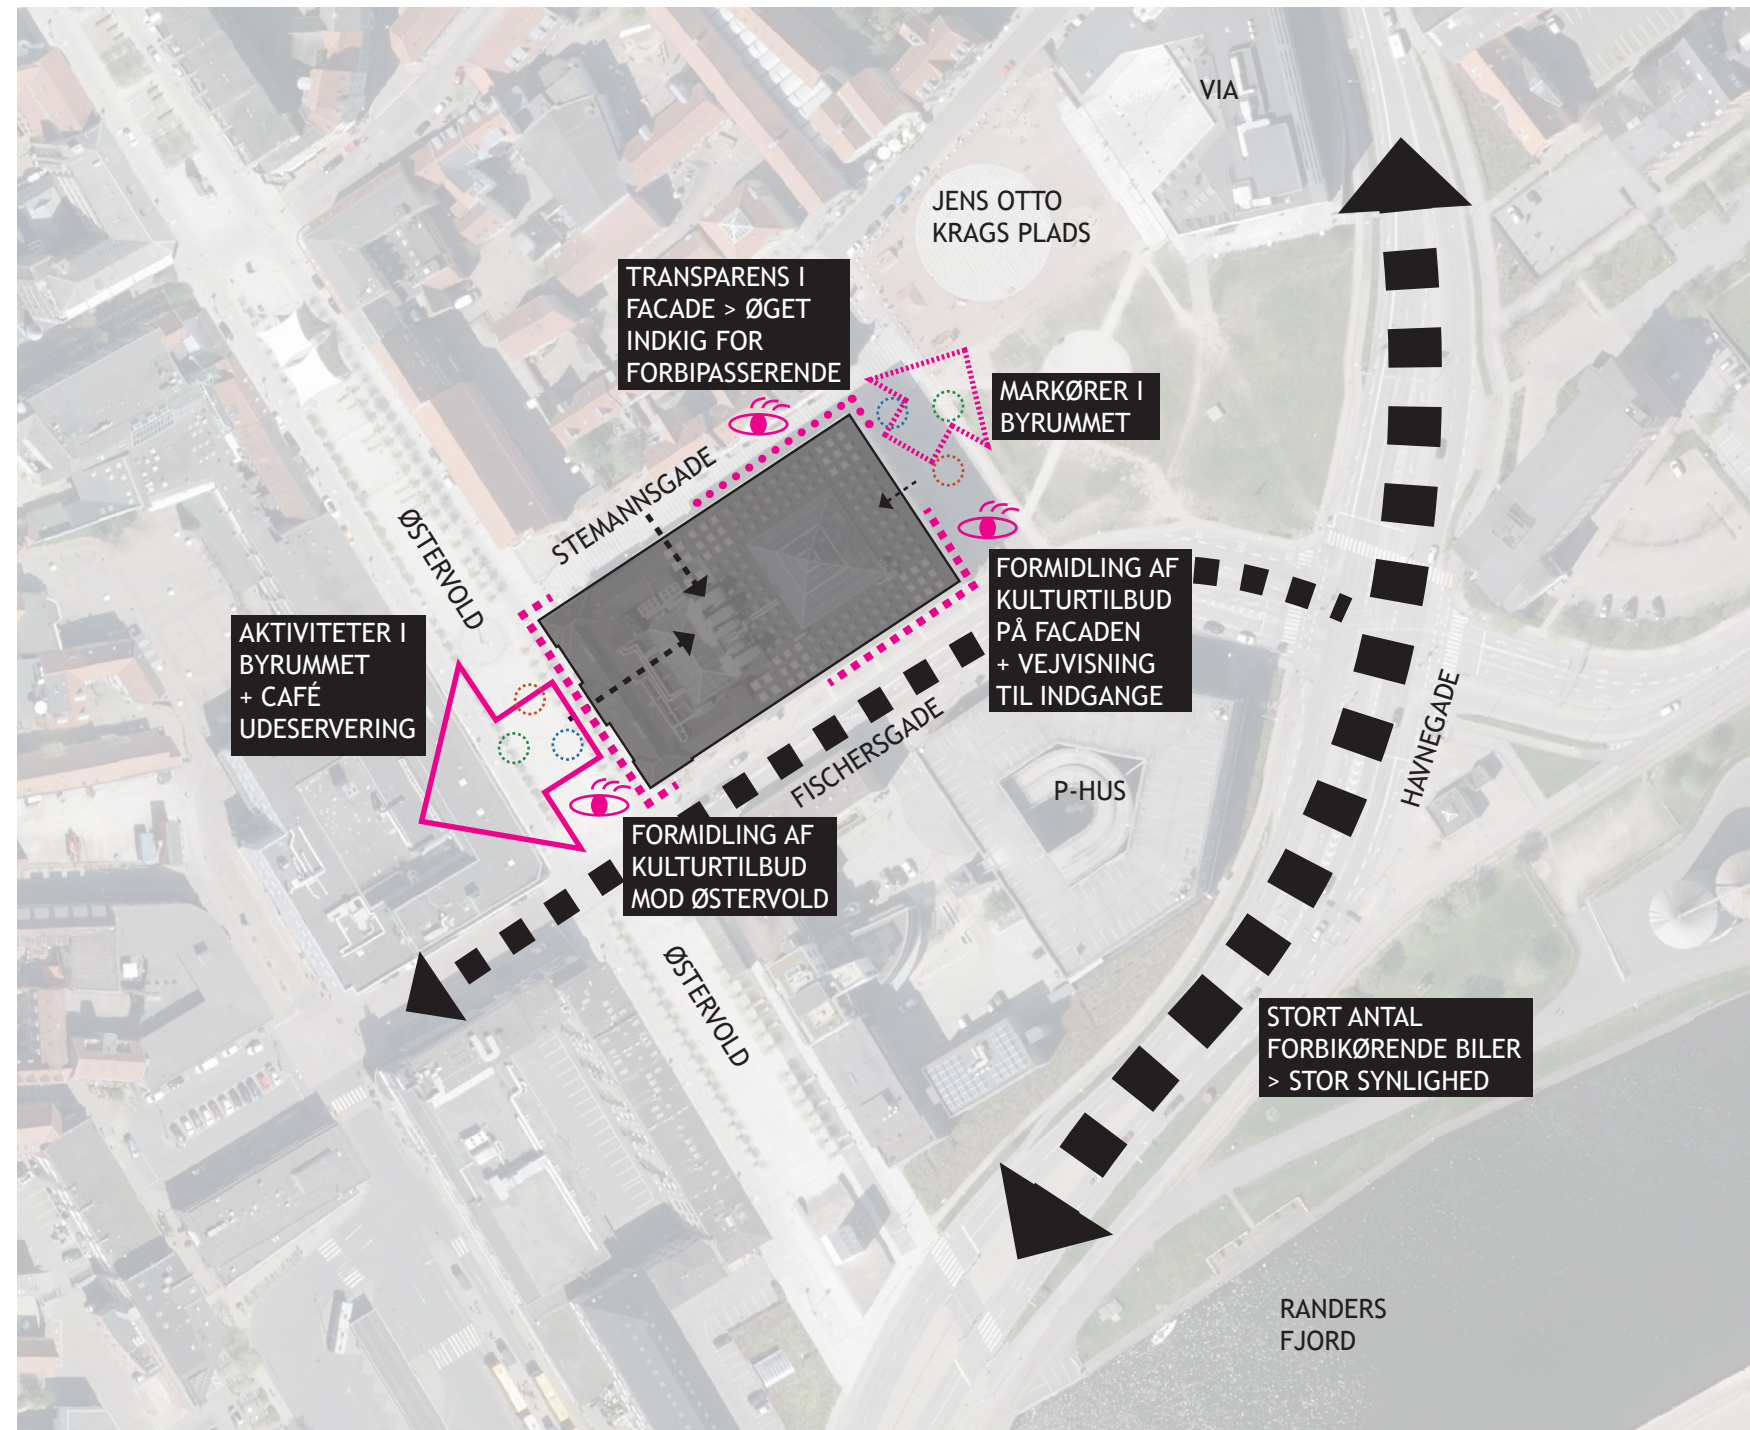 VIA
JENS OTTO
KRAGS PLADS
TRANSPARENS I
FACADE > ØGET
INDKIG FOR
FORBIPASSERENDE
MARKØRER I
BYRUMMET
STEMANNSGADE
ØSTERVOLD
FORMIDLING AF
KULTURTILBUD
PÅ FACADEN
+ VEJVISNING
TIL INDGANGE
AKTIVITETER I
BYRUMMET
+ CAFÉ
UDESERVERING
HAVNEGADE
FISCHERSGADE
P-HUS
FORMIDLING AF
KULTURTILBUD
MOD ØSTERVOLD
ØSTERVOLD
STORT ANTAL
FORBIKØRENDE BILER
> STOR SYNLIGHED
RANDERS
FJORD